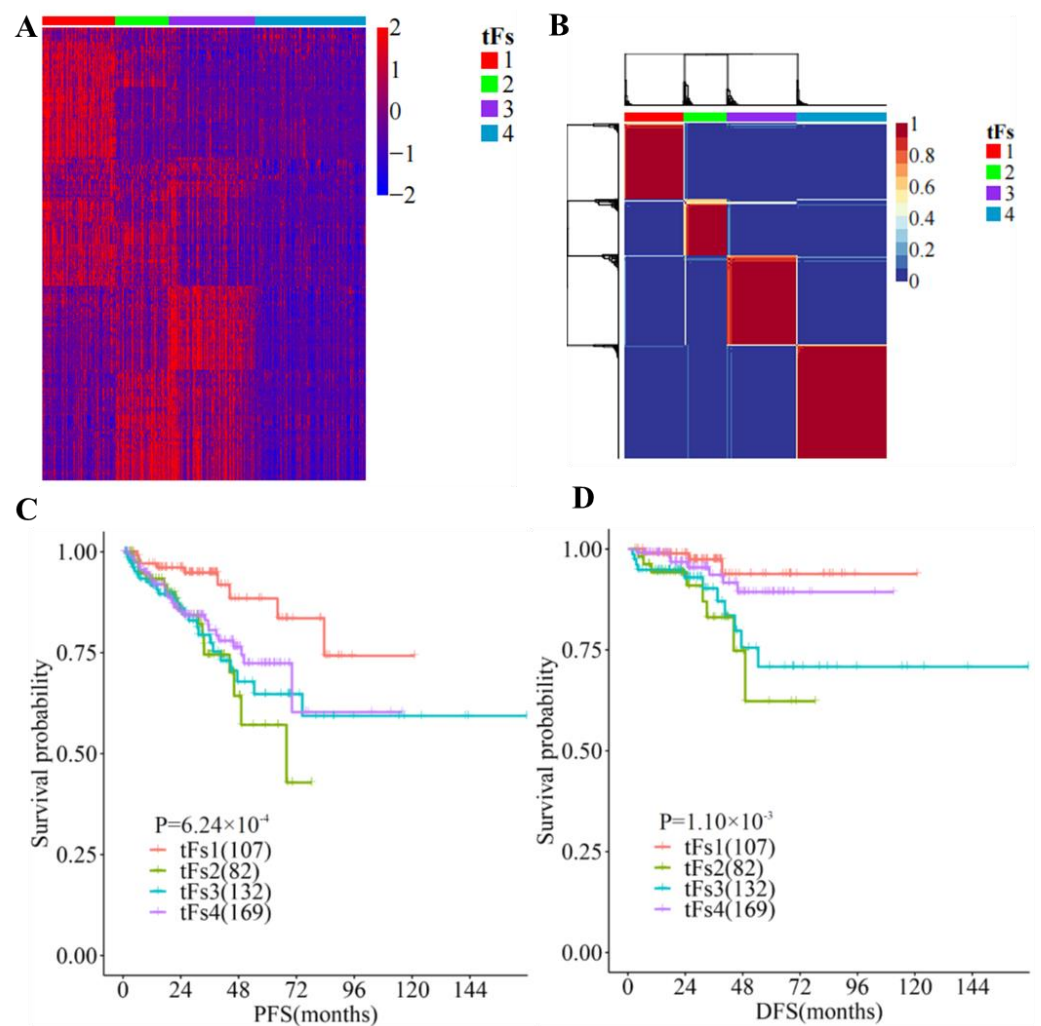 A
2
1
0
−1
−2
tFs
1
2
3
4
B
1
0.8
0.6
0.4
0.2
0
tFs
1
2
3
4
C
Survival probability
1.00
0.75
0.50
0.25
0.00
P=6.24×10⁻⁴
tFs1(107)
tFs2(82)
tFs3(132)
tFs4(169)
0 24 48 72 96 120 144
PFS(months)
D
Survival probability
1.00
0.75
0.50
0.25
0.00
P=1.10×10⁻³
tFs1(107)
tFs2(82)
tFs3(132)
tFs4(169)
0 24 48 72 96 120 144
DFS(months)